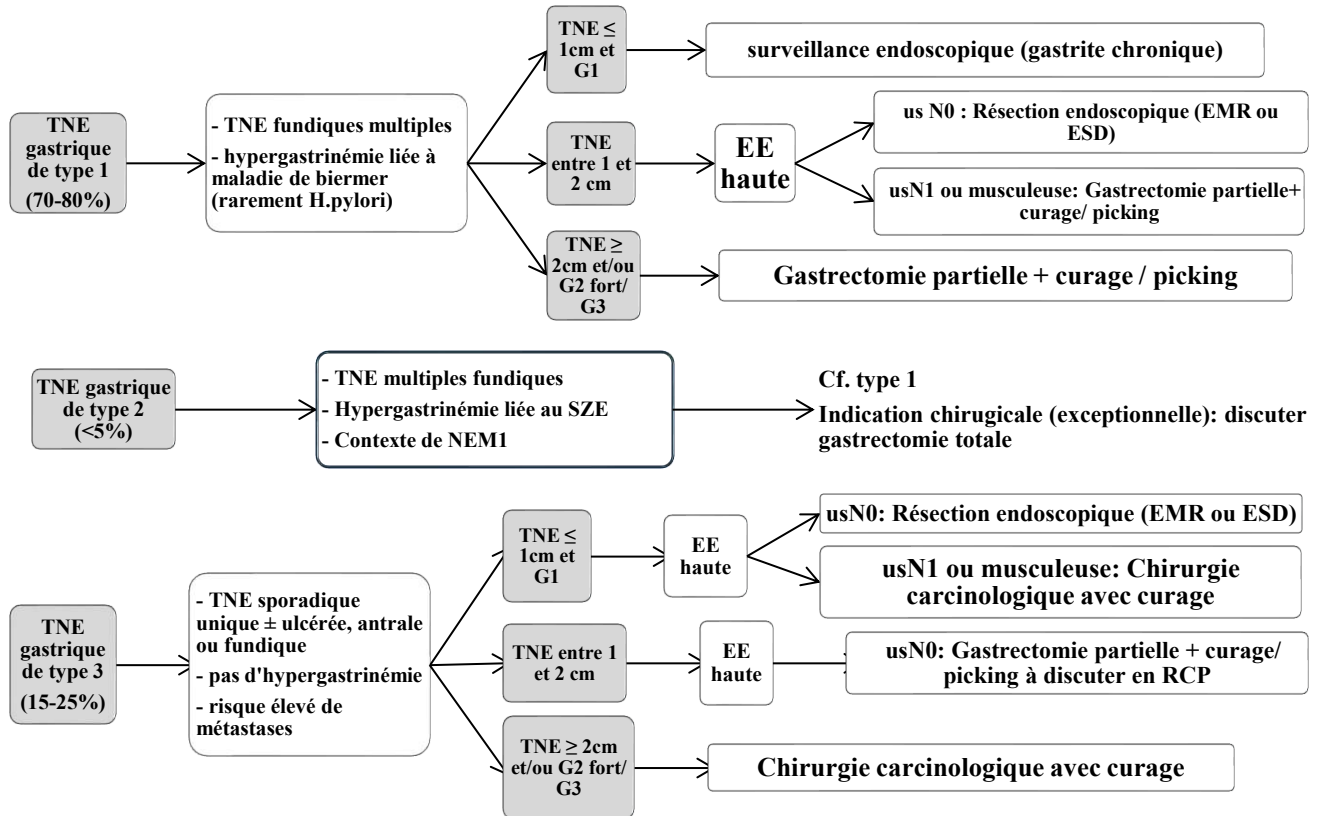 TNE
gastrique
de type 1
(70-80%)
- TNE fundiques multiples
- hypergastrinémie liée à
maladie de biermer
(rarement H.pylori)
TNE ≤
1cm et
G1
surveillance endoscopique (gastrite chronique)
TNE
entre 1 et
2 cm
EE
haute
us N0 : Résection endoscopique (EMR ou
ESD)
usN1 ou musculeuse: Gastrectomie partielle+
curage/ picking
TNE ≥
2cm et/ou
G2 fort/
G3
Gastrectomie partielle + curage / picking
TNE gastrique
de type 2
(<5%)
- TNE multiples fundiques
- Hypergastrinémie liée au SZE
- Contexte de NEM1
Cf. type 1
Indication chirugicale (exceptionnelle): discuter
gastrectomie totale
TNE
gastrique
de type 3
(15-25%)
- TNE sporadique
unique ± ulcérée, antrale
ou fundique
- pas d'hypergastrinémie
- risque élevé de
métastases
TNE ≤
1cm et
G1
EE
haute
usN0: Résection endoscopique (EMR ou ESD)
usN1 ou musculeuse: Chirurgie
carcinologique avec curage
TNE entre 1
et 2 cm
EE
haute
usN0: Gastrectomie partielle + curage/
picking à discuter en RCP
TNE ≥ 2cm
et/ou G2 fort/
G3
Chirurgie carcinologique avec curage